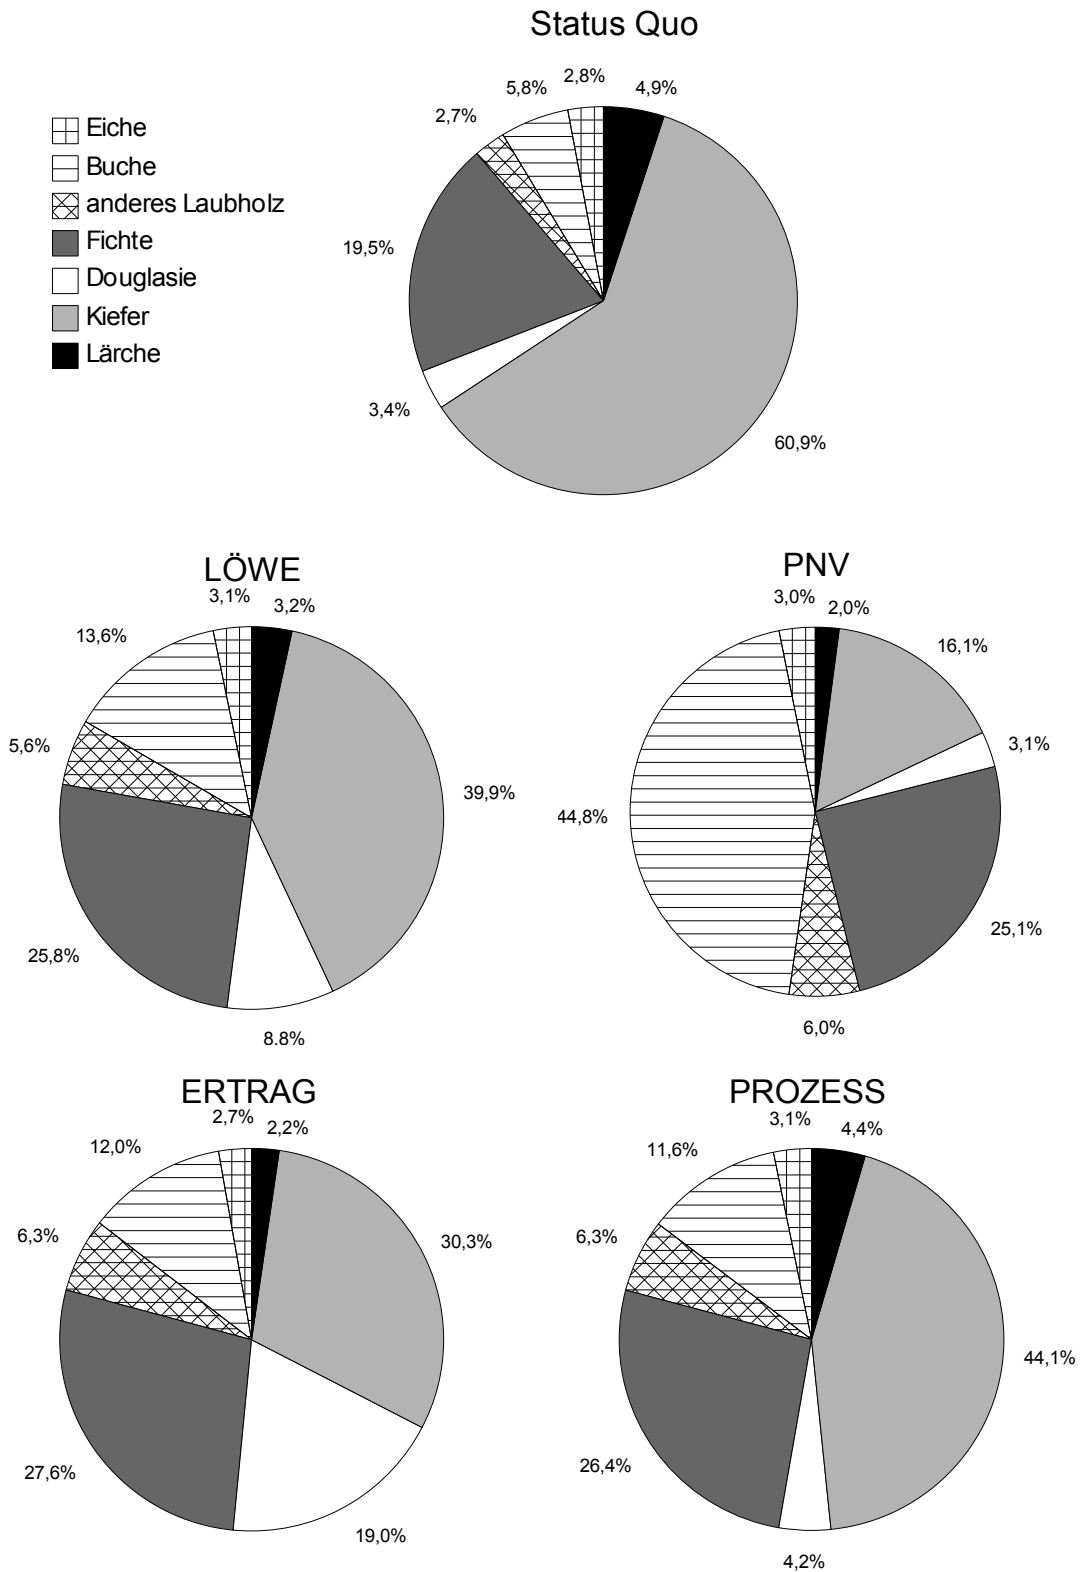 Status Quo
2,8%
4,9%
5,8%
2,7%
19,5%
3,4%
60,9%
Eiche
Buche
anderes Laubholz
Fichte
Douglasie
Kiefer
Lärche
LÖWE
3,1%
3,2%
13,6%
5,6%
39,9%
25,8%
8.8%
PNV
3,0%
2,0%
16,1%
3,1%
44,8%
25,1%
6,0%
ERTRAG
2,7%
2,2%
12,0%
6,3%
30,3%
27,6%
19,0%
PROZESS
3,1%
4,4%
11,6%
6,3%
44,1%
26,4%
4,2%